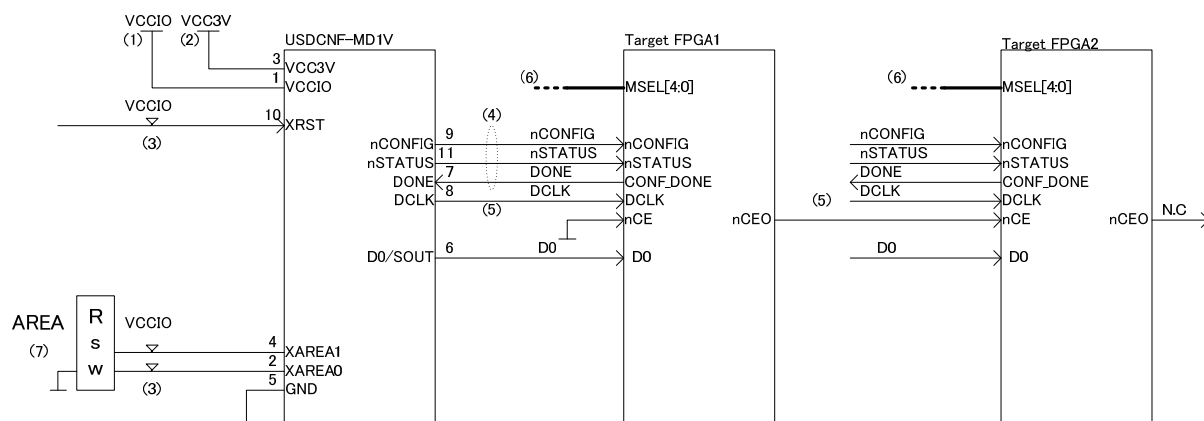 VCCIO VCC3V
(1) (2)
USDCNF-MD1V
3 VCC3V
1 VCCIO
VCCIO
10 XRST
(3)
(4)
nCONFIG 9 nCONFIG
nSTATUS 11 nSTATUS
DONE 7 DONE
DCLK 8 DCLK
(5)
D0/SOUT 6 D0
AREA
(7)
R
s
w
VCCIO
4 XAREA1
2 XAREA0
(3)
5 GND
Target FPGA1
(6)
MSEL[4:0]
nCONFIG
nSTATUS
CONF_DONE
DCLK
nCE nCEO
D0
Target FPGA2
(6)
MSEL[4:0]
nCONFIG nCONFIG
nSTATUS nSTATUS
DONE CONF_DONE
DCLK DCLK
(5)
nCE nCEO N.C
D0 D0